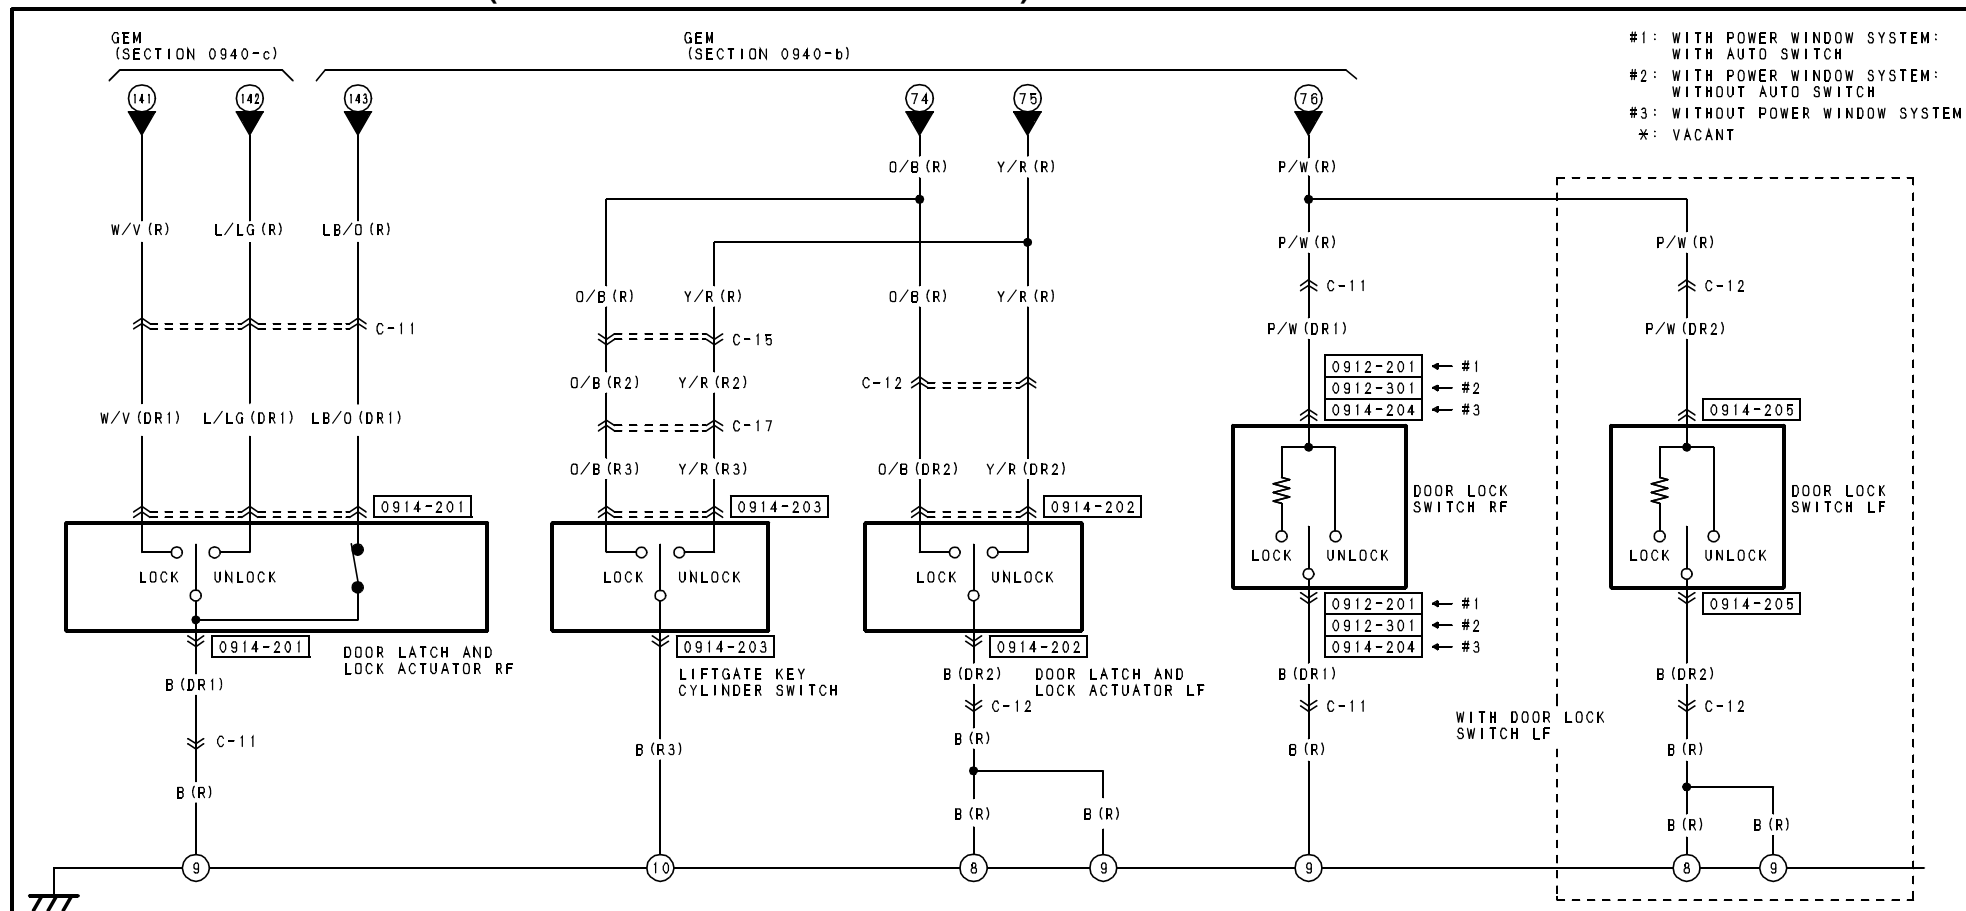 GEM
(SECTION 0940-c)
GEM
(SECTION 0940-b)
#1: WITH POWER WINDOW SYSTEM:
WITH AUTO SWITCH
#2: WITH POWER WINDOW SYSTEM:
WITHOUT AUTO SWITCH
#3: WITHOUT POWER WINDOW SYSTEM
*: VACANT
141 142 143 74 75 76
O/B (R) Y/R (R) P/W (R)
W/V (R) L/LG (R) LB/O (R)
P/W (R) P/W (R)
O/B (R) Y/R (R) O/B (R) Y/R (R)
C-11 C-12
C-11 C-15 P/W (DR1) P/W (DR2)
0912-201 #1
O/B (R2) Y/R (R2) C-12 0912-301 #2
0914-204 #3 0914-205
W/V (DR1) L/LG (DR1) LB/O (DR1) C-17
O/B (R3) Y/R (R3) O/B (DR2) Y/R (DR2)
DOOR LOCK
SWITCH RF
DOOR LOCK
SWITCH LF
0914-201 0914-203 0914-202
LOCK UNLOCK LOCK UNLOCK
LOCK UNLOCK LOCK UNLOCK LOCK UNLOCK
0912-201 #1 0914-205
0912-301 #2
0914-204 #3
0914-201 0914-203 0914-202
DOOR LATCH AND
LOCK ACTUATOR RF
LIFTGATE KEY
CYLINDER SWITCH
DOOR LATCH AND
LOCK ACTUATOR LF
B (DR1) B (DR2) B (DR1) B (DR2)
C-12 C-11 C-12
WITH DOOR LOCK
SWITCH LF
C-11 B (R3) B (R) B (R) B (R)
B (R) B (R) B (R) B (R) B (R)
9 10 8 9 9 8 9